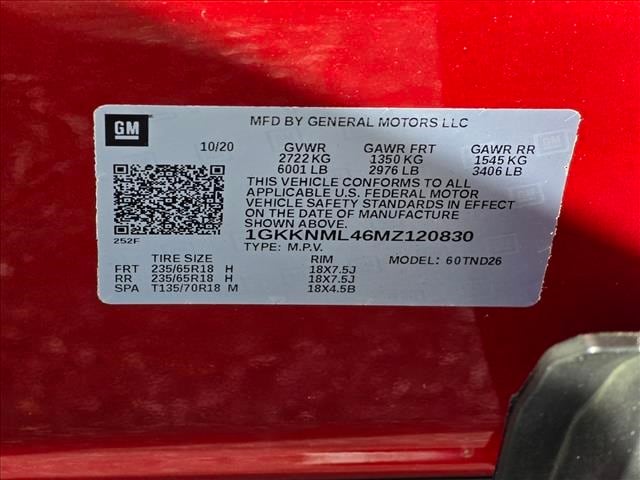 GM
MFD BY GENERAL MOTORS LLC
10/20 GVWR GAWR FRT GAWR RR
2722 KG 1350 KG 1545 KG
6001 LB 2976 LB 3406 LB
THIS VEHICLE CONFORMS TO ALL
APPLICABLE U.S. FEDERAL MOTOR
VEHICLE SAFETY STANDARDS IN EFFECT
ON THE DATE OF MANUFACTURE
SHOWN ABOVE.
252F
1GKKNML46MZ120830
TYPE: M.P.V.
TIRE SIZE RIM MODEL: 60TND26
FRT 235/65R18 H 18X7.5J
RR 235/65R18 H 18X7.5J
SPA T135/70R18 M 18X4.5B